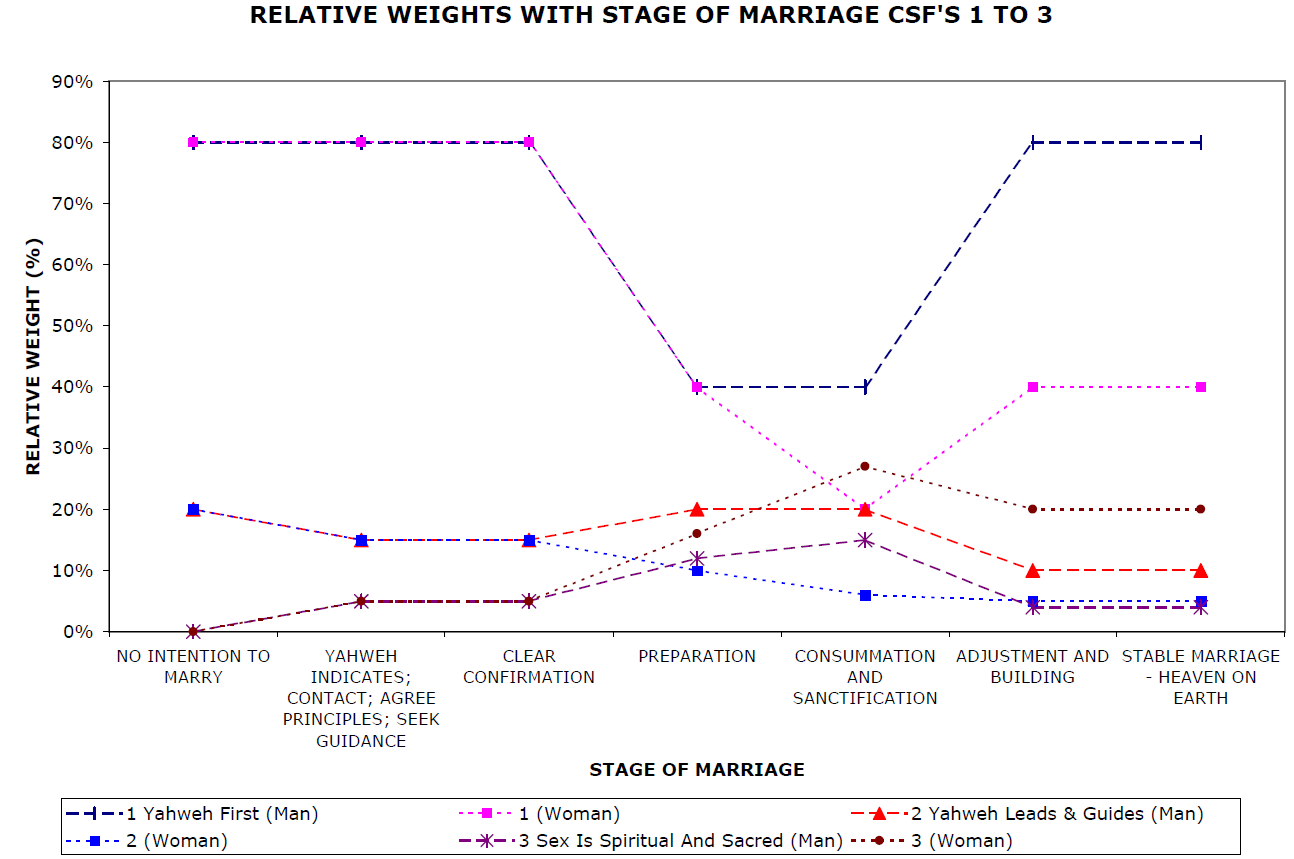 RELATIVE WEIGHTS WITH STAGE OF MARRIAGE CSF'S 1 TO 3
90%
80%
70%
60%
50%
40%
30%
20%
10%
0%
RELATIVE WEIGHT (%)
NO INTENTION TO
MARRY
YAHWEH
INDICATES;
CONTACT; AGREE
PRINCIPLES; SEEK
GUIDANCE
CLEAR
CONFIRMATION
PREPARATION
CONSUMMATION
AND
SANCTIFICATION
ADJUSTMENT AND
BUILDING
STABLE MARRIAGE
- HEAVEN ON
EARTH
STAGE OF MARRIAGE
1 Yahweh First (Man)
1 (Woman)
2 Yahweh Leads & Guides (Man)
2 (Woman)
3 Sex Is Spiritual And Sacred (Man)
3 (Woman)